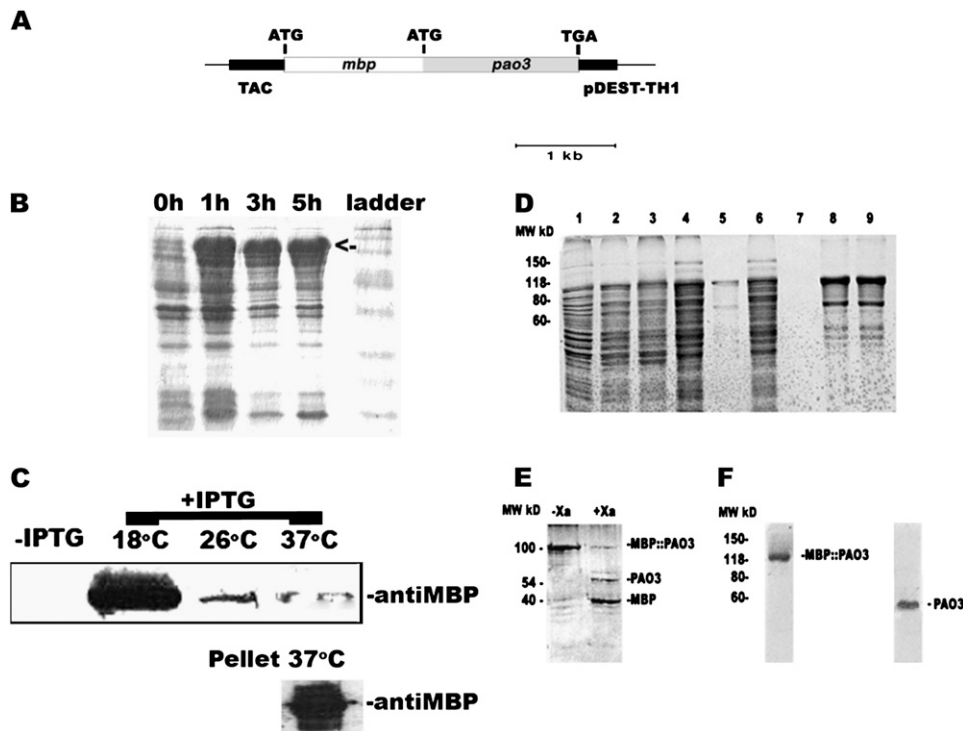 A
ATG ATG TGA
mbp pao3
TAC pDEST-TH1
1 kb
B
0h 1h 3h 5h ladder
<-
C
+IPTG
-IPTG 18°C 26°C 37°C
-antiMBP
Pellet 37°C
-antiMBP
D
1 2 3 4 5 6 7 8 9
MW kD
150-
118-
80-
60-
E
-Xa +Xa
MW kD
100 - -MBP::PAO3
54 - -PAO3
40 - -MBP
F
MW kD
150-
118- -MBP::PAO3
80-
60-
- PAO3